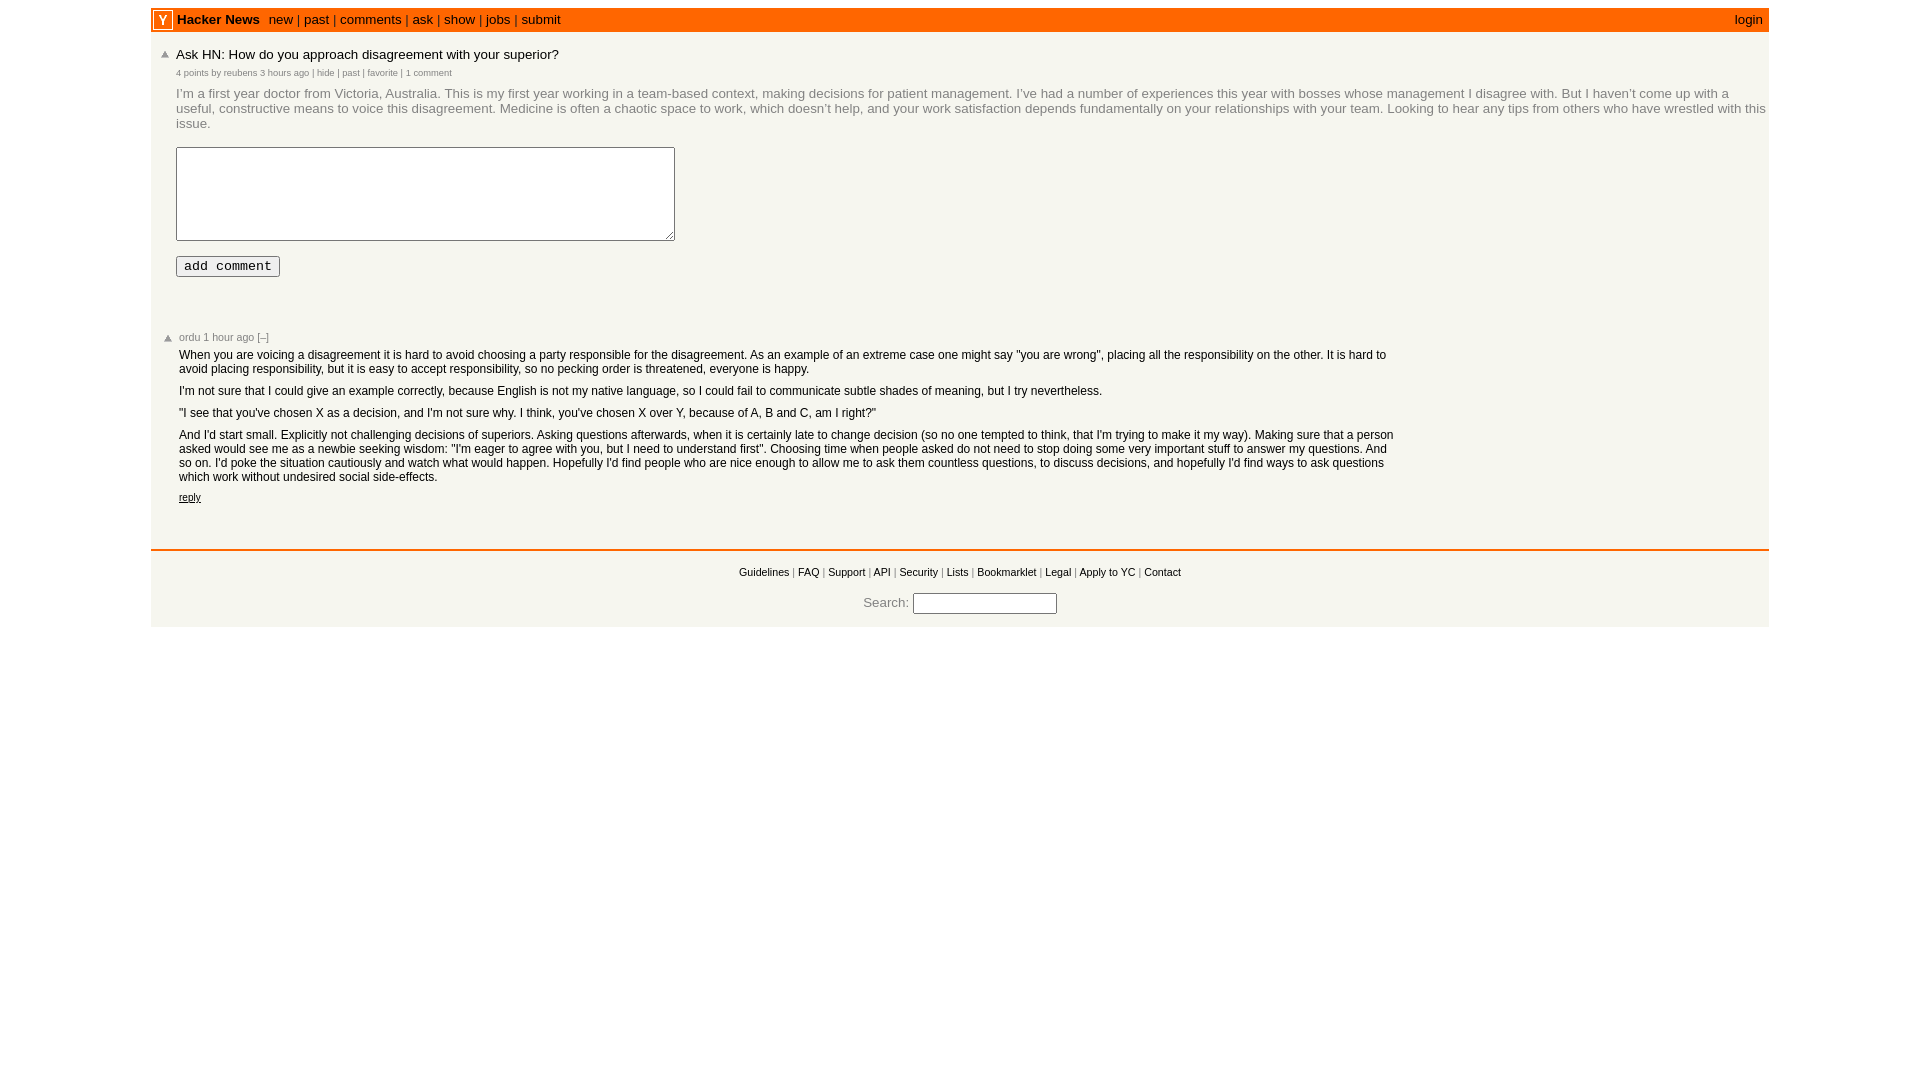 Y Hacker News new | past | comments | ask | show | jobs | submit login
Ask HN: How do you approach disagreement with your superior?
4 points by reubens 3 hours ago | hide | past | favorite | 1 comment
I’m a first year doctor from Victoria, Australia. This is my first year working in a team-based context, making decisions for patient management. I’ve had a number of experiences this year with bosses whose management I disagree with. But I haven’t come up with a
useful, constructive means to voice this disagreement. Medicine is often a chaotic space to work, which doesn’t help, and your work satisfaction depends fundamentally on your relationships with your team. Looking to hear any tips from others who have wrestled with this
issue.
add comment
ordu 1 hour ago [–]
When you are voicing a disagreement it is hard to avoid choosing a party responsible for the disagreement. As an example of an extreme case one might say "you are wrong", placing all the responsibility on the other. It is hard to
avoid placing responsibility, but it is easy to accept responsibility, so no pecking order is threatened, everyone is happy.
I'm not sure that I could give an example correctly, because English is not my native language, so I could fail to communicate subtle shades of meaning, but I try nevertheless.
"I see that you've chosen X as a decision, and I'm not sure why. I think, you've chosen X over Y, because of A, B and C, am I right?"
And I'd start small. Explicitly not challenging decisions of superiors. Asking questions afterwards, when it is certainly late to change decision (so no one tempted to think, that I'm trying to make it my way). Making sure that a person
asked would see me as a newbie seeking wisdom: "I'm eager to agree with you, but I need to understand first". Choosing time when people asked do not need to stop doing some very important stuff to answer my questions. And
so on. I'd poke the situation cautiously and watch what would happen. Hopefully I'd find people who are nice enough to allow me to ask them countless questions, to discuss decisions, and hopefully I'd find ways to ask questions
which work without undesired social side-effects.
reply
Guidelines | FAQ | Support | API | Security | Lists | Bookmarklet | Legal | Apply to YC | Contact
Search: